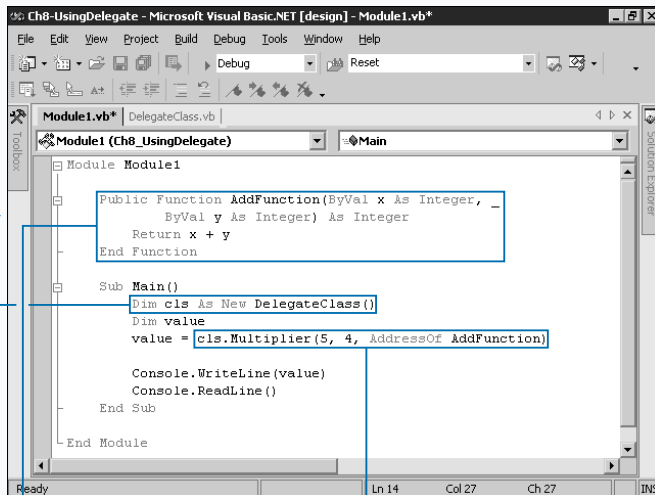 Ch8-UsingDelegate - Microsoft Visual Basic.NET [design] - Module1.vb*
File Edit View Project Build Debug Tools Window Help
Debug Reset
Module1.vb* DelegateClass.vb
Toolbox
Module1 (Ch8_UsingDelegate) Main
Solution Explorer
Module Module1
Public Function AddFunction(ByVal x As Integer, _
ByVal y As Integer) As Integer
Return x + y
End Function
Sub Main()
Dim cls As New DelegateClass()
Dim value
value = cls.Multiplier(5, 4, AddressOf AddFunction)
Console.WriteLine(value)
Console.ReadLine()
End Sub
End Module
Ready Ln 14 Col 27 Ch 27 INS